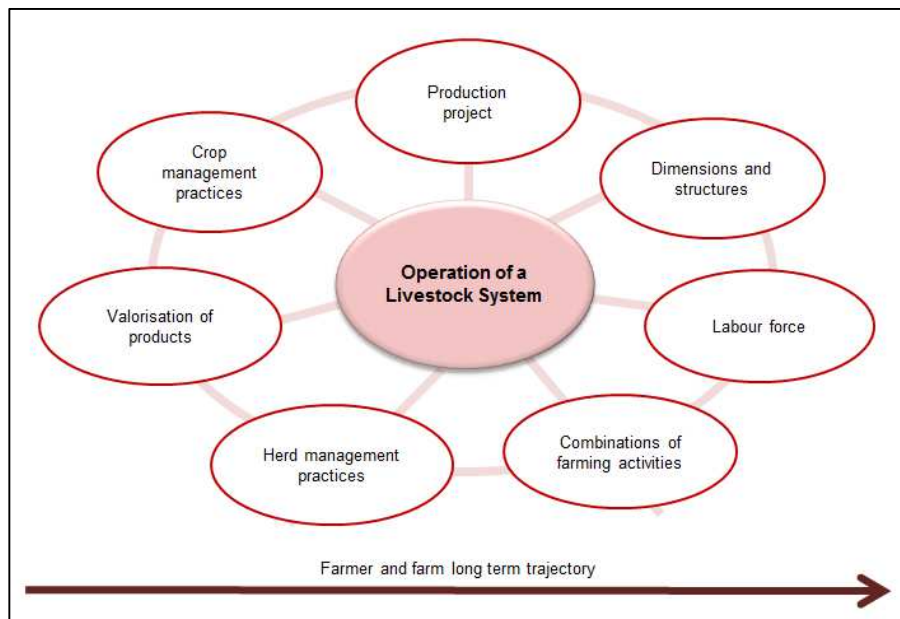 Production
project
Crop
management
practices
Dimensions and
structures
Operation of a
Livestock System
Valorisation of
products
Labour force
Herd management
practices
Combinations of
farming activities
Farmer and farm long term trajectory